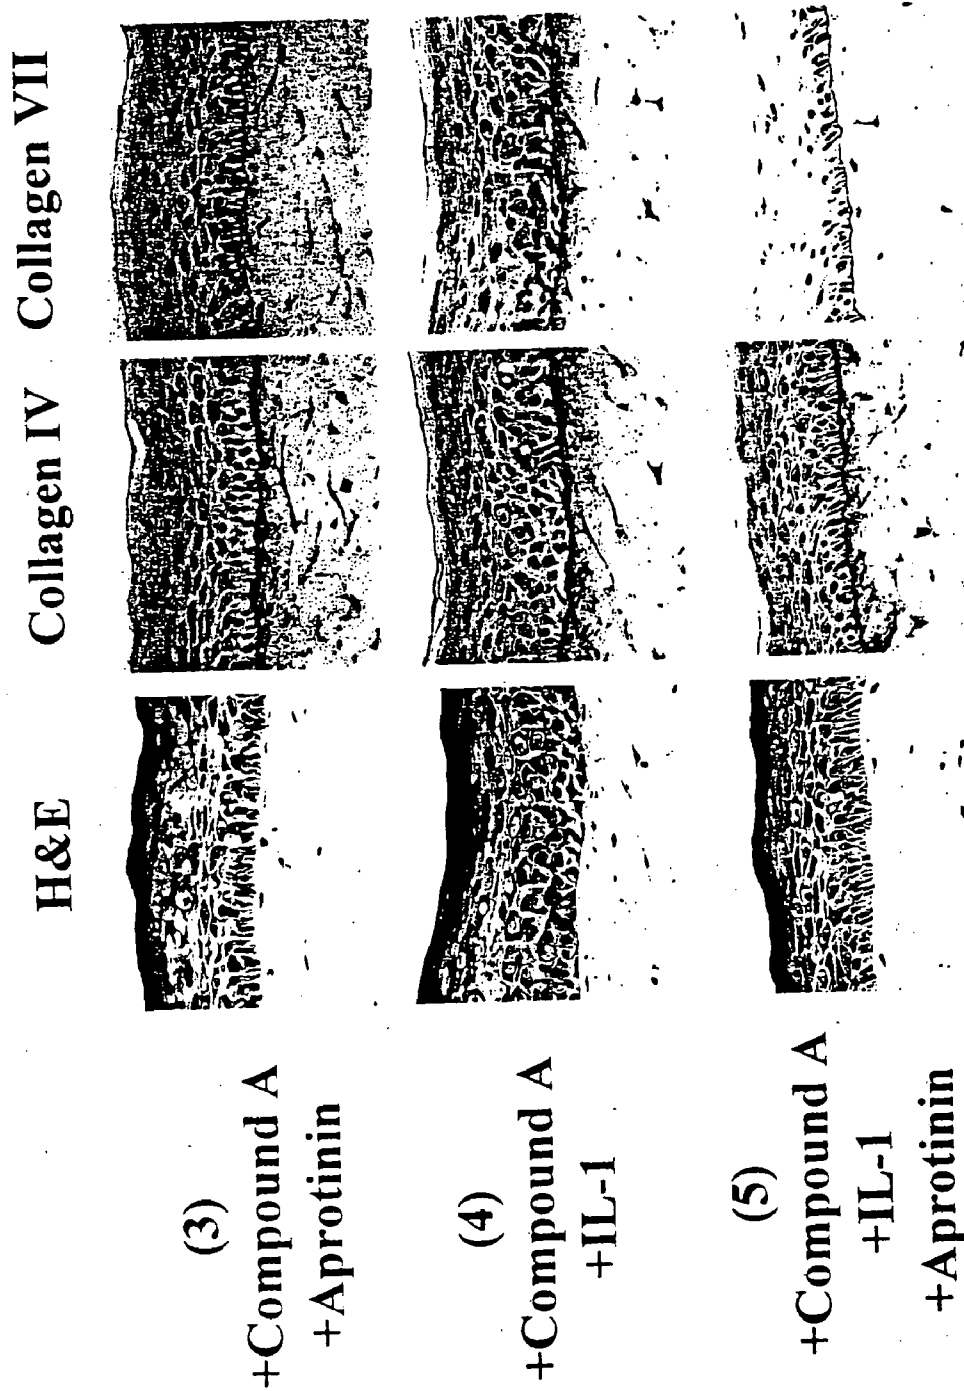 H&E
Collagen IV
Collagen VII
(3)
+Compound A
+Aprotinin
(4)
+Compound A
+IL-1
(5)
+Compound A
+IL-1
+Aprotinin